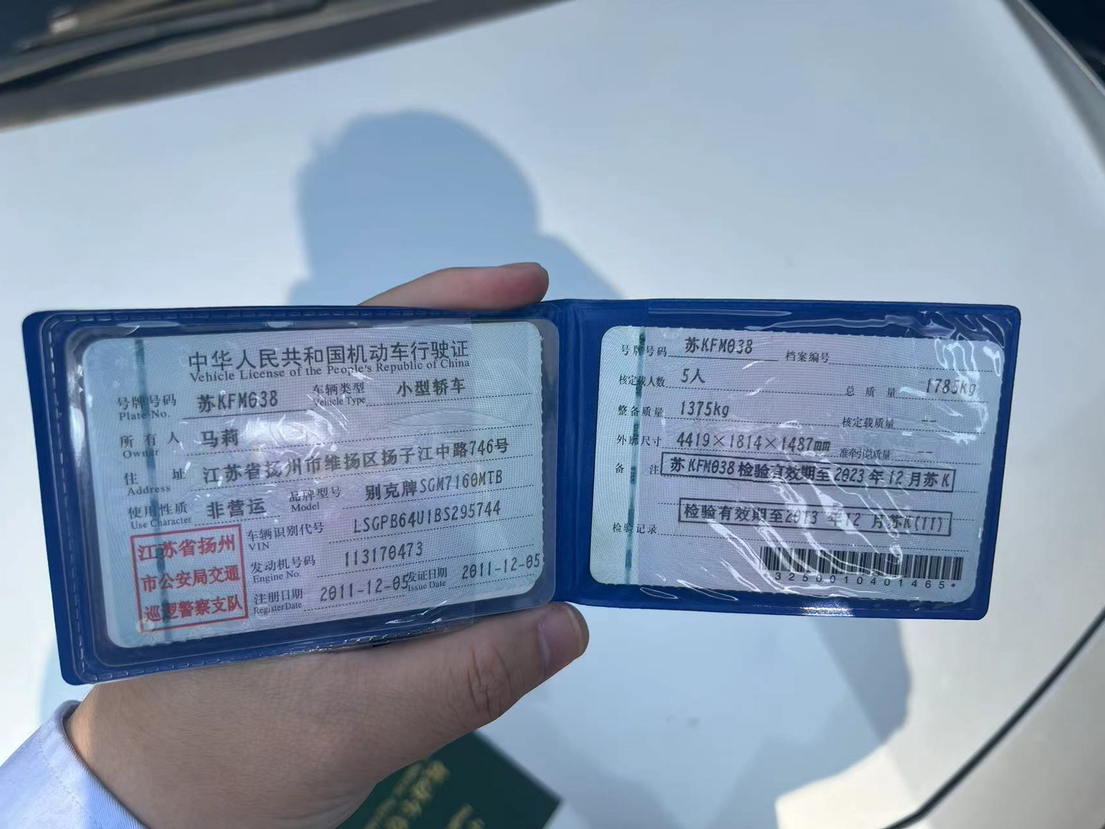 中华人民共和国机动车行驶证
Vehicle License of the People's Republic of China
号牌号码 苏KFM038 车辆类型 小型轿车
Plate No. Vehicle Type
所有人 马莉
Owner
住址 江苏省扬州市维扬区扬子江中路746号
Address
使用性质 非营运 品牌型号 别克牌SGM7160MTB
Use Character Model
江苏省扬州
市公安局交通
巡逻警察支队
车辆识别代号 LSGPB64U1BS295744
VIN
发动机号码 113170473
Engine No.
注册日期 2011-12-05 发证日期 2011-12-05
Register Date Issue Date
号牌号码 苏KFM038 档案编号
核定载人数 5人 总质量 1785kg
整备质量 1375kg 核定载质量 --
外廓尺寸 4419×1814×1487mm 准牵引总质量 --
备注 苏KFM038检验有效期至2023年12月苏K
检验有效期至2013年12月苏K(11)
检验记录
3250010401465*